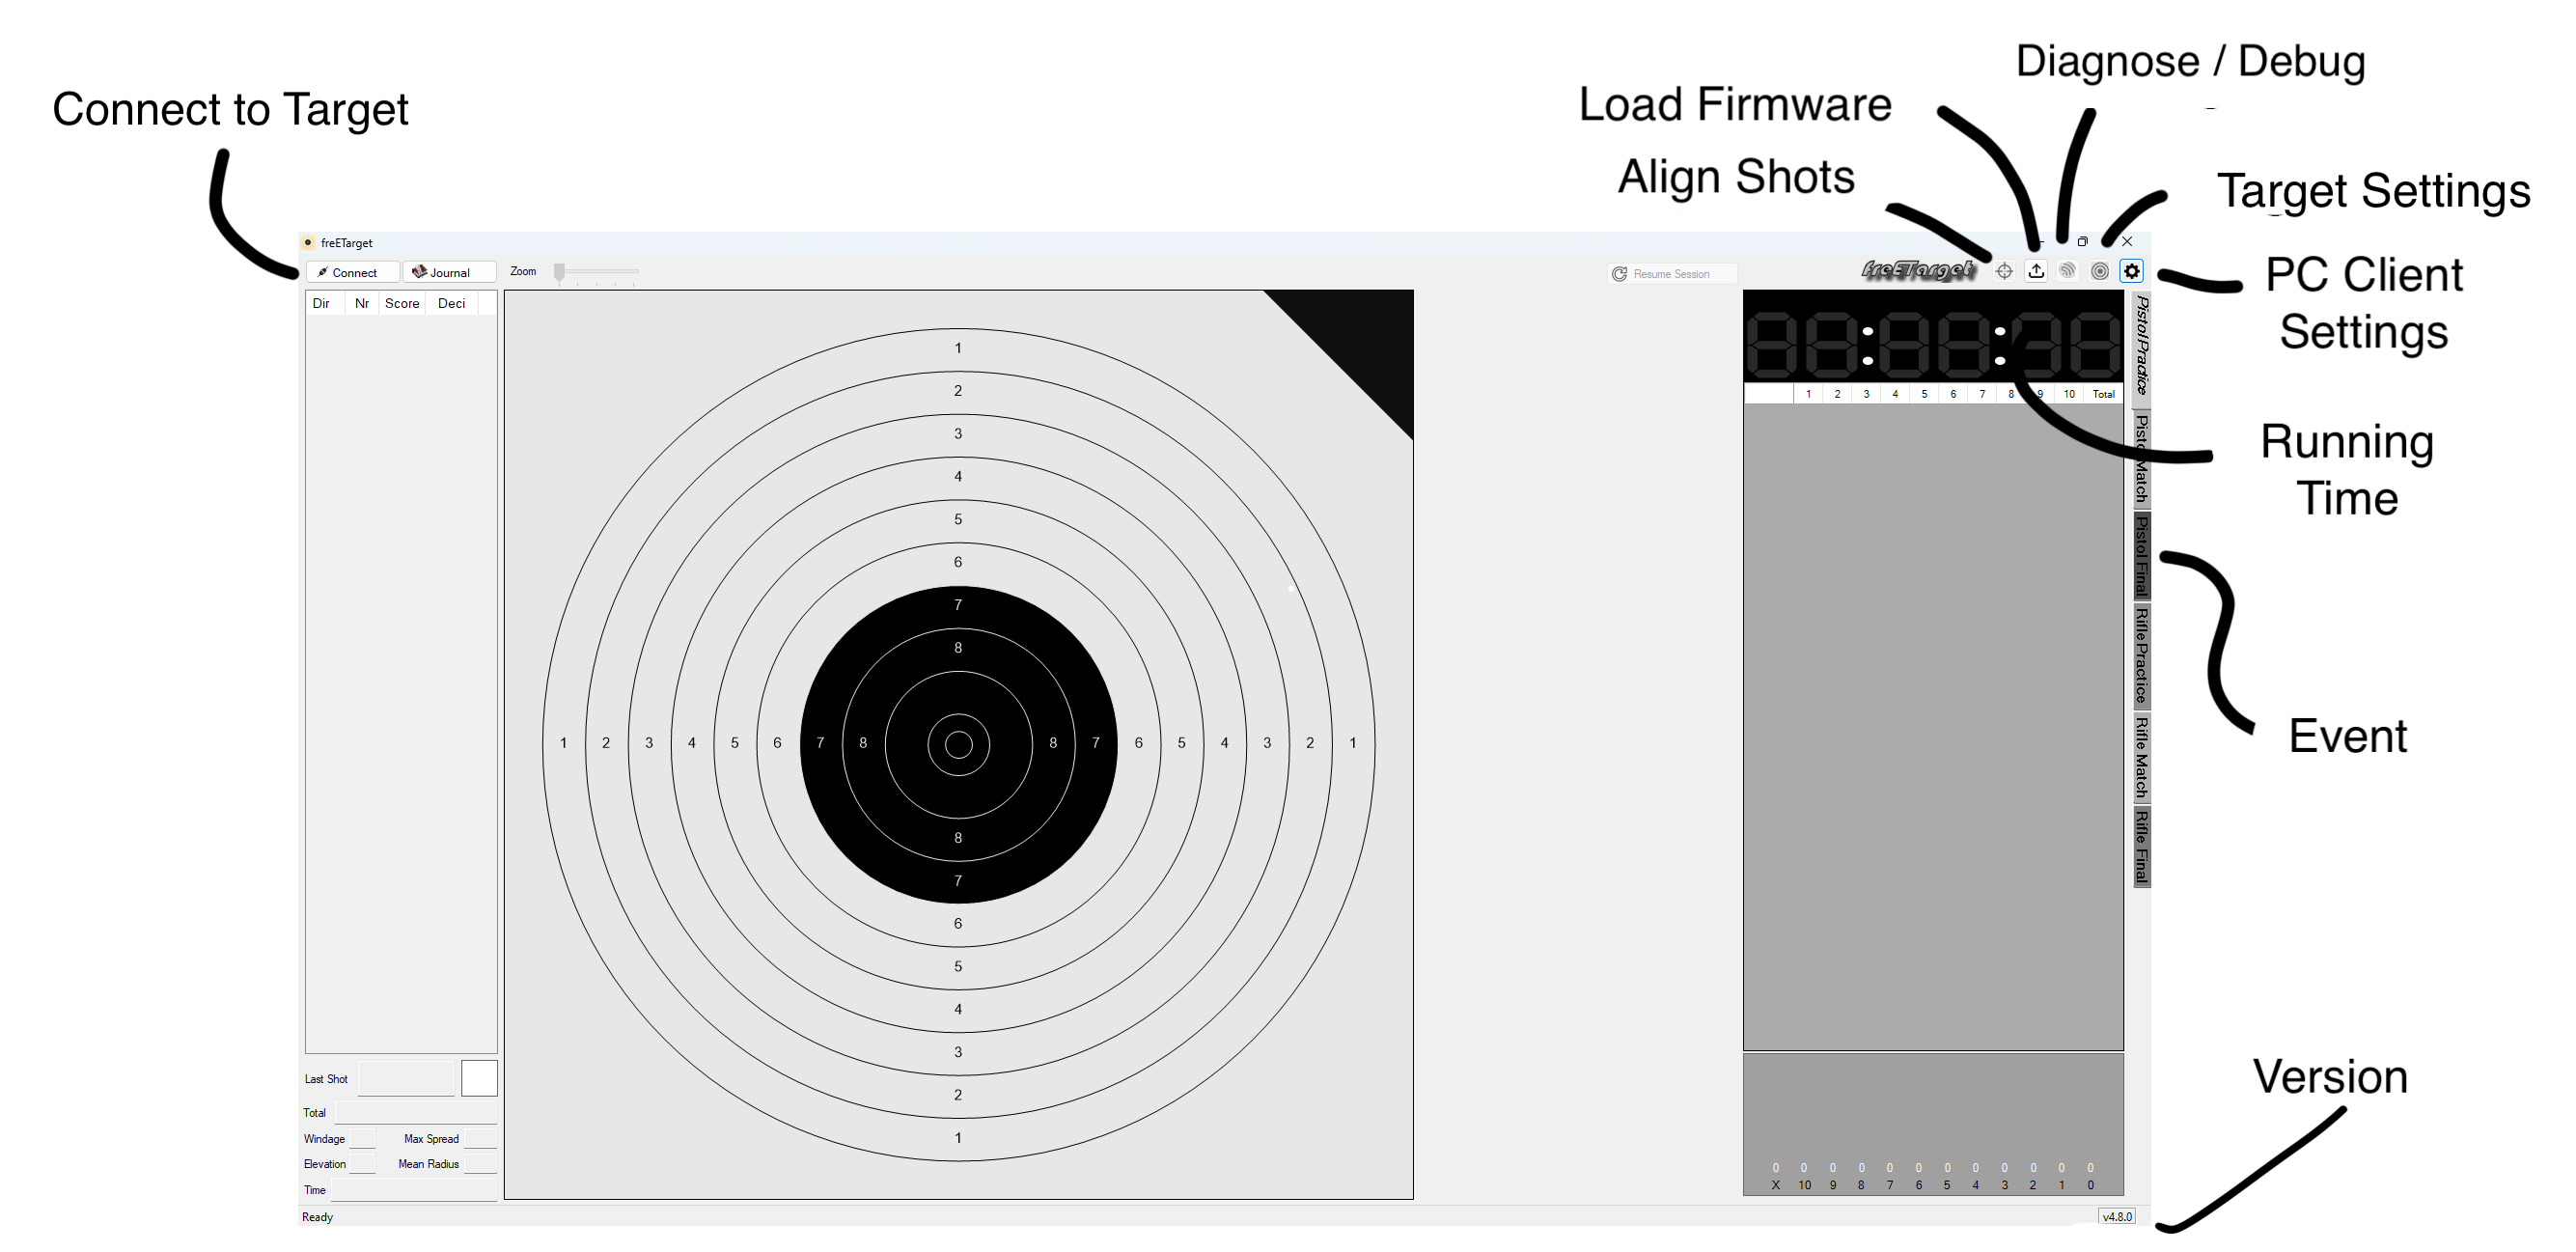 Diagnose / Debug
Load Firmware
Connect to Target
Align Shots
Target Settings
freETarget
Connect
Journal
Zoom
Resume Session
freETarget
PC Client
Settings
Dir Nr Score Deci
1 2 3 4 5 6 7 8 9 10 Total
Pistol Practice
Pistol Match
Pistol Final
Rifle Practice
Rifle Match
Rifle Final
Running
Time
Event
1
2
3
4
5
6
7
8
1 2 3 4 5 6 7 8 8 7 6 5 4 3 2 1
8
7
6
5
4
3
2
1
Last Shot
Total
Windage Max Spread
Elevation Mean Radius
Time
0 0 0 0 0 0 0 0 0 0 0 0
X 10 9 8 7 6 5 4 3 2 1 0
Version
Ready
v4.8.0